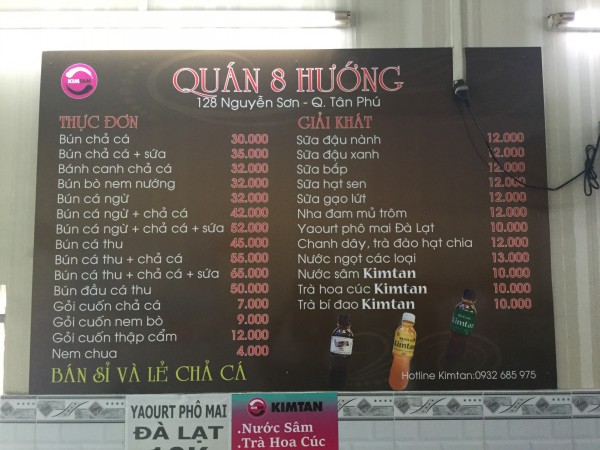 KIMTAN
QUÁN 8 HƯỚNG
128 Nguyễn Sơn - Q. Tân Phú
THỰC ĐƠN
Bún chả cá 30.000
Bún chả cá + sứa 35.000
Bánh canh chả cá 32.000
Bún bò nem nướng 32.000
Bún cá ngừ 32.000
Bún cá ngừ + chả cá 42.000
Bún cá ngừ + chả cá + sứa 52.000
Bún cá thu 45.000
Bún cá thu + chả cá 55.000
Bún cá thu + chả cá + sứa 65.000
Bún đầu cá thu 50.000
Gỏi cuốn chả cá 7.000
Gỏi cuốn nem bò 9.000
Gỏi cuốn thập cẩm 12.000
Nem chua 4.000
BÁN SỈ VÀ LẺ CHẢ CÁ
GIẢI KHÁT
Sữa đậu nành 12.000
Sữa đậu xanh 12.000
Sữa bắp 12.000
Sữa hạt sen 12.000
Sữa gạo lứt 12.000
Nha đam mủ trôm 12.000
Yaourt phô mai Đà Lạt 10.000
Chanh dây, trà đào hạt chia 12.000
Nước ngọt các loại 13.000
Nước sâm Kimtan 10.000
Trà hoa cúc Kimtan 10.000
Trà bí đao Kimtan 10.000
Kimtan
Kimtan
Hotline Kimtan:0932 685 975
YAOURT PHÔ MAI
ĐÀ LẠT
KIMTAN
.Nước Sâm
.Trà Hoa Cúc